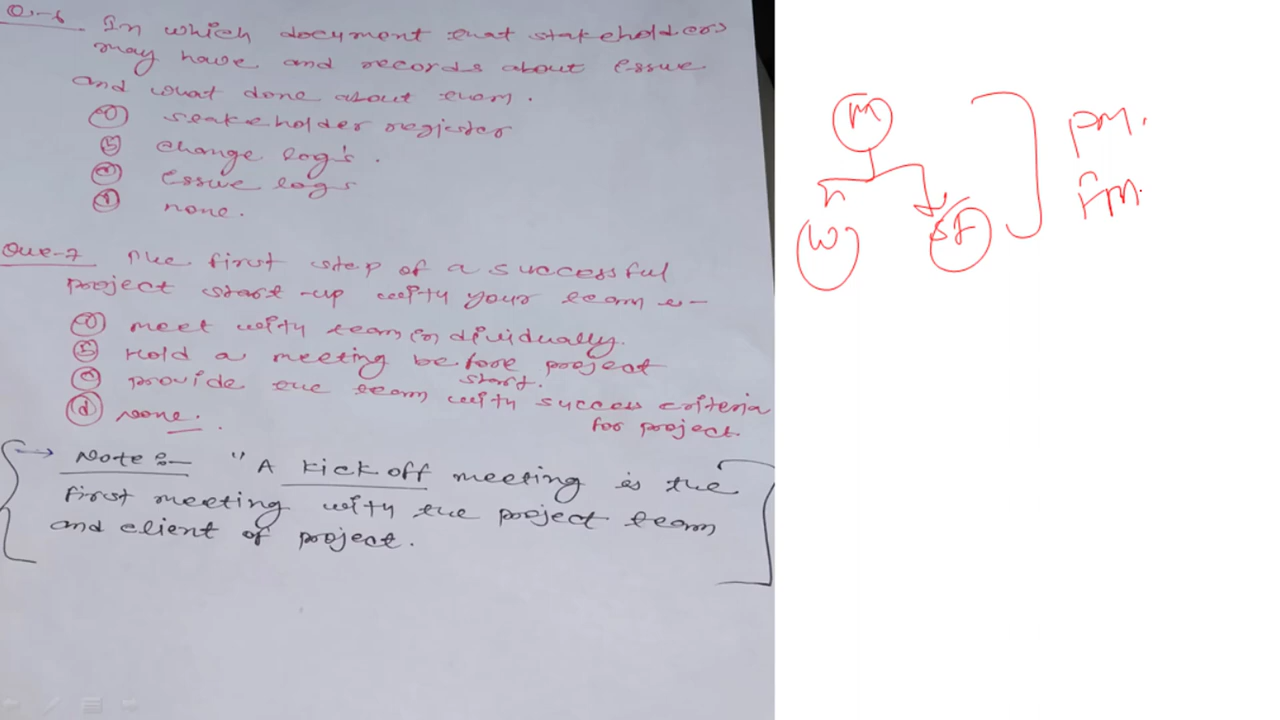 Q-6 In which document that stakeholders
may have and records about issue
and what done about them.
ⓐ stakeholder register
ⓑ change log's.
ⓒ issue logs
ⓓ none.
Que-7 The first step of a successful
project start-up with your team :-
ⓐ meet with team individually.
ⓑ Hold a meeting before project
start.
ⓒ provide the team with success criteria
for project.
ⓓ None.
→ Note :- "A kick off meeting is the
first meeting with the project team
and client of project.
M
W
PM.
FM.